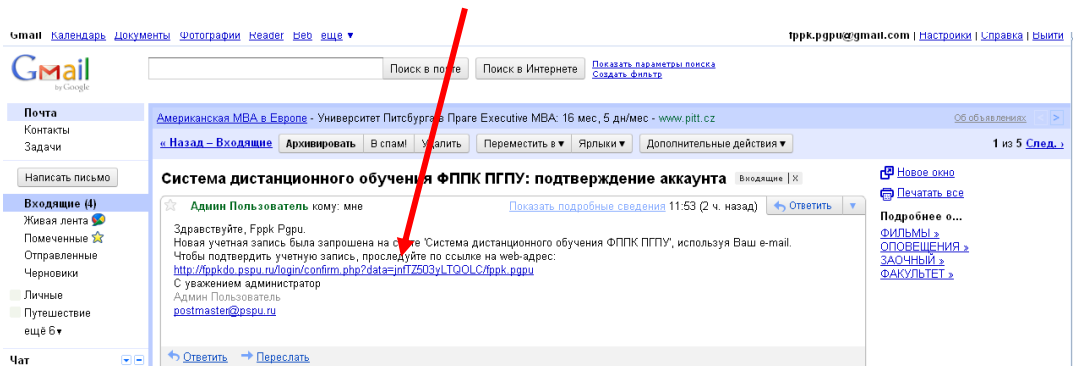 Gmail Календарь Документы Фотографии Reader Веб ещё ▼
fppk.pgpu@gmail.com | Настройки | Справка | Выйти
Gmail
by Google
Поиск в почте
Поиск в Интернете
Показать параметры поиска
Создать фильтр
Почта
Контакты
Задачи
Написать письмо
Входящие (4)
Живая лента
Помеченные
Отправленные
Черновики
Личные
Путешествие
ещё 6▼
Чат
Американская МВА в Европе - Университет Питсбурга в Праге Executive MBA: 16 мес, 5 дн/мес - www.pitt.cz
Об объявлениях < >
« Назад – Входящие Архивировать В спам! Удалить Переместить в ▼ Ярлыки ▼ Дополнительные действия ▼
1 из 5 След. ›
Система дистанционного обучения ФППК ПГПУ: подтверждение аккаунта Входящие | X
Админ Пользователь кому: мне
Показать подробные сведения 11:53 (2 ч. назад)
Ответить ▼
Здравствуйте, Fppk Pgpu.
Новая учетная запись была запрошена на сайте 'Система дистанционного обучения ФППК ПГПУ', используя Ваш e-mail.
Чтобы подтвердить учетную запись, проследуйте по ссылке на web-адрес:
http://fppkdo.pspu.ru/login/confirm.php?data=jnfTZ503yLTQOLC/fppk.pgpu
С уважением администратор
Админ Пользователь
postmaster@pspu.ru
Ответить Переслать
Новое окно
Печатать все
Подробнее о...
ФИЛЬМЫ »
ОПОВЕЩЕНИЯ »
ЗАОЧНЫЙ »
ФАКУЛЬТЕТ »